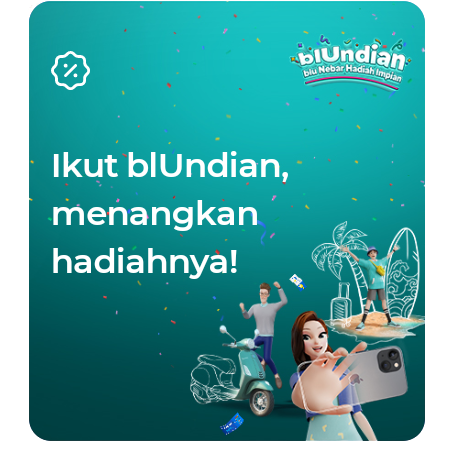 blUndian
blu Nebar Hadiah Impian
Ikut blUndian,
menangkan
hadiahnya!